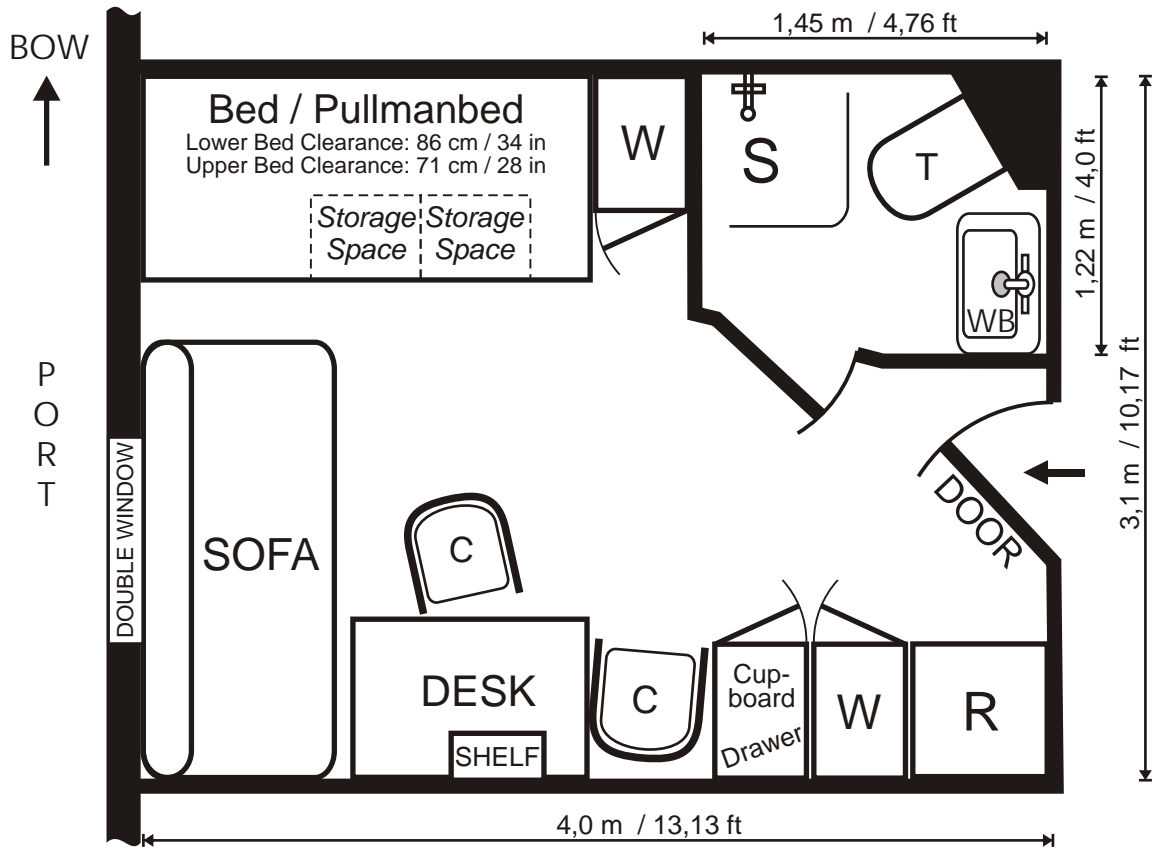 1,45 m / 4,76 ft
BOW
Bed / Pullmanbed
Lower Bed Clearance: 86 cm / 34 in
Upper Bed Clearance: 71 cm / 28 in
Storage
Space
Storage
Space
W
S
T
WB
1,22 m / 4,0 ft
3,1 m / 10,17 ft
PORT
DOUBLE WINDOW
SOFA
C
DOOR
DESK
SHELF
C
Cup-
board
Drawer
W
R
4,0 m / 13,13 ft